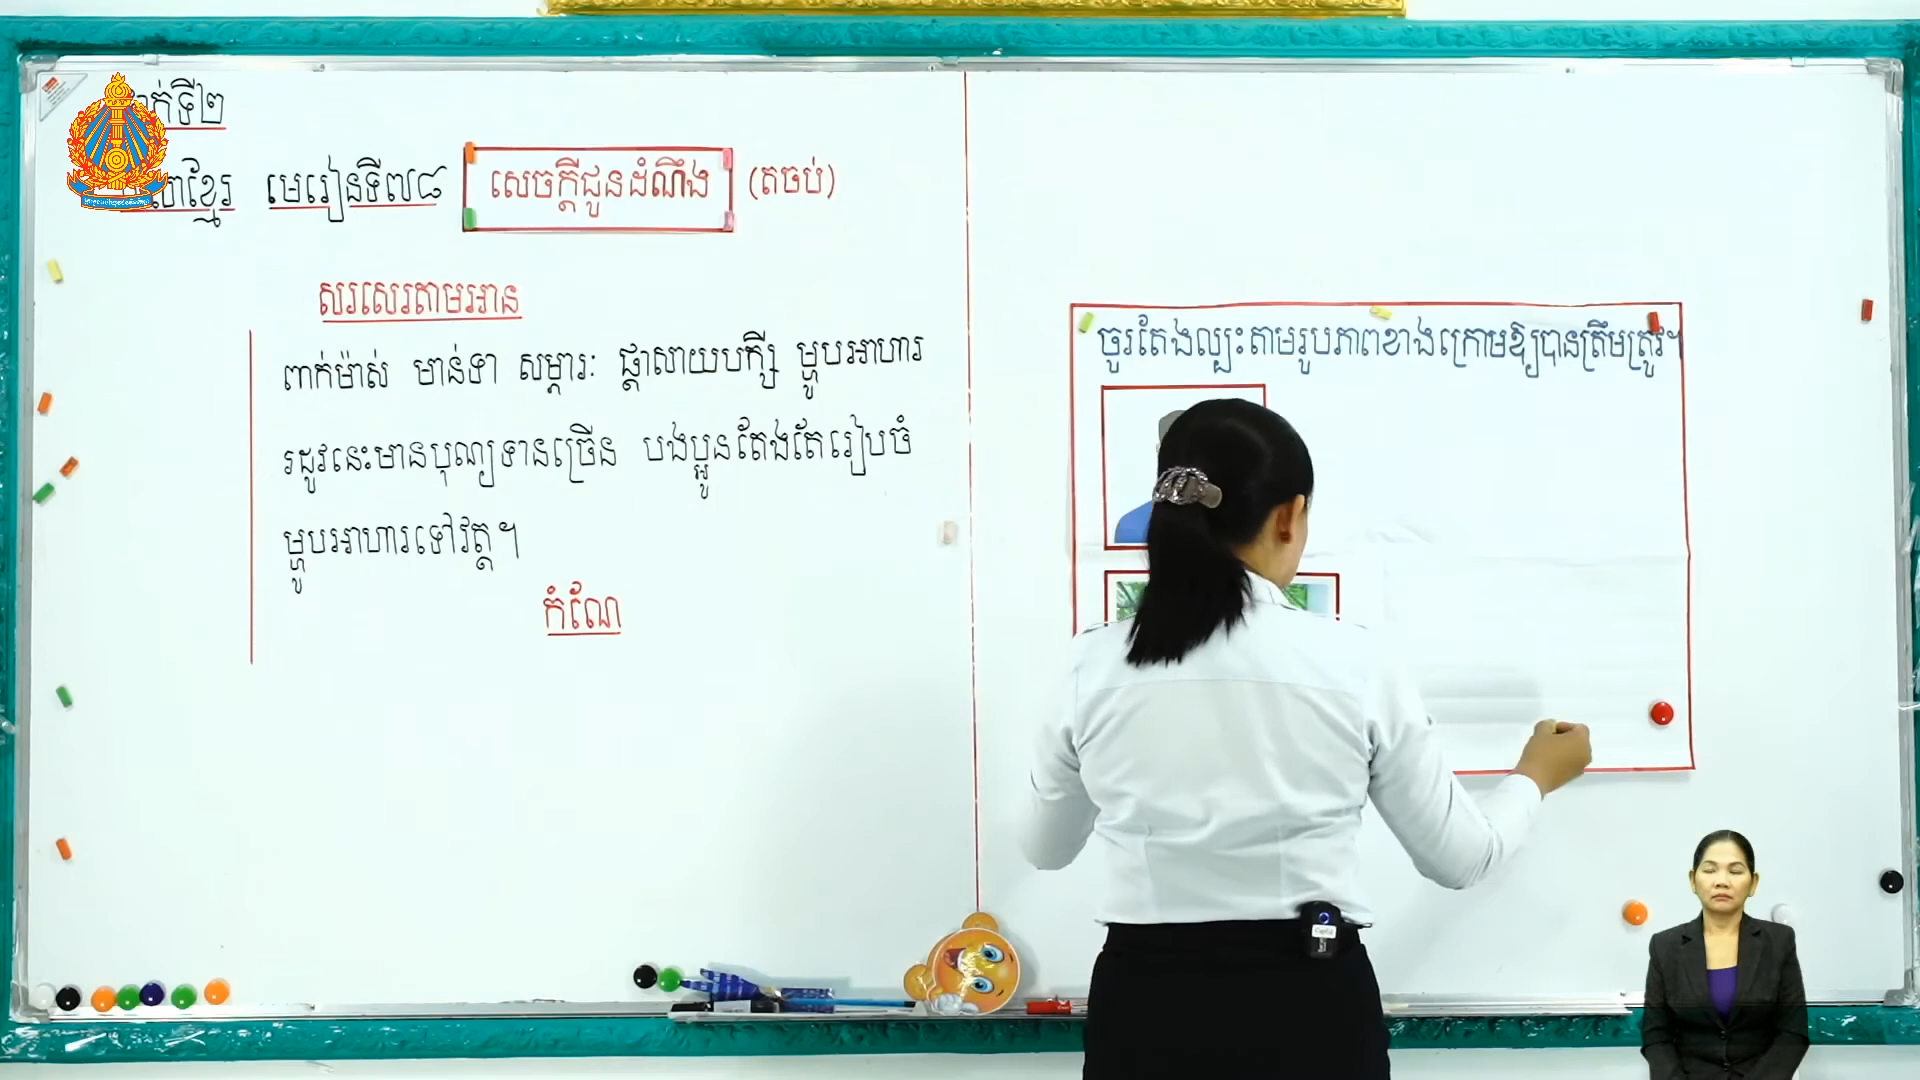 ទី២
ខ្មែរ មេរៀនទី៧៨ សេចក្តីជូនដំណឹង (តចប់)
សរសេរតាមអាន
ពាក់ម៉ាស់ មាន់ទា សម្ភារៈ ផ្ដាសាយបក្សី ម្ហូបអាហារ
រដូវនេះមានបុណ្យទានច្រើន បងប្អូនតែងតែរៀបចំ
ម្ហូបអាហារទៅវត្ត។
កំណែ
ចូរតែងល្បះតាមរូបភាពខាងក្រោមឱ្យបានត្រឹមត្រូវ។